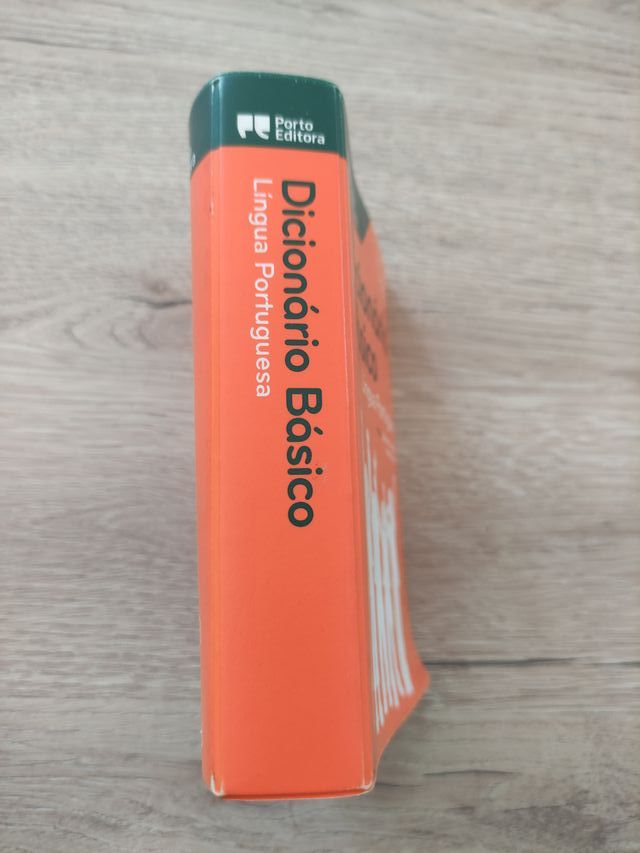 Porto
Editora
Dicionário Básico
Língua Portuguesa